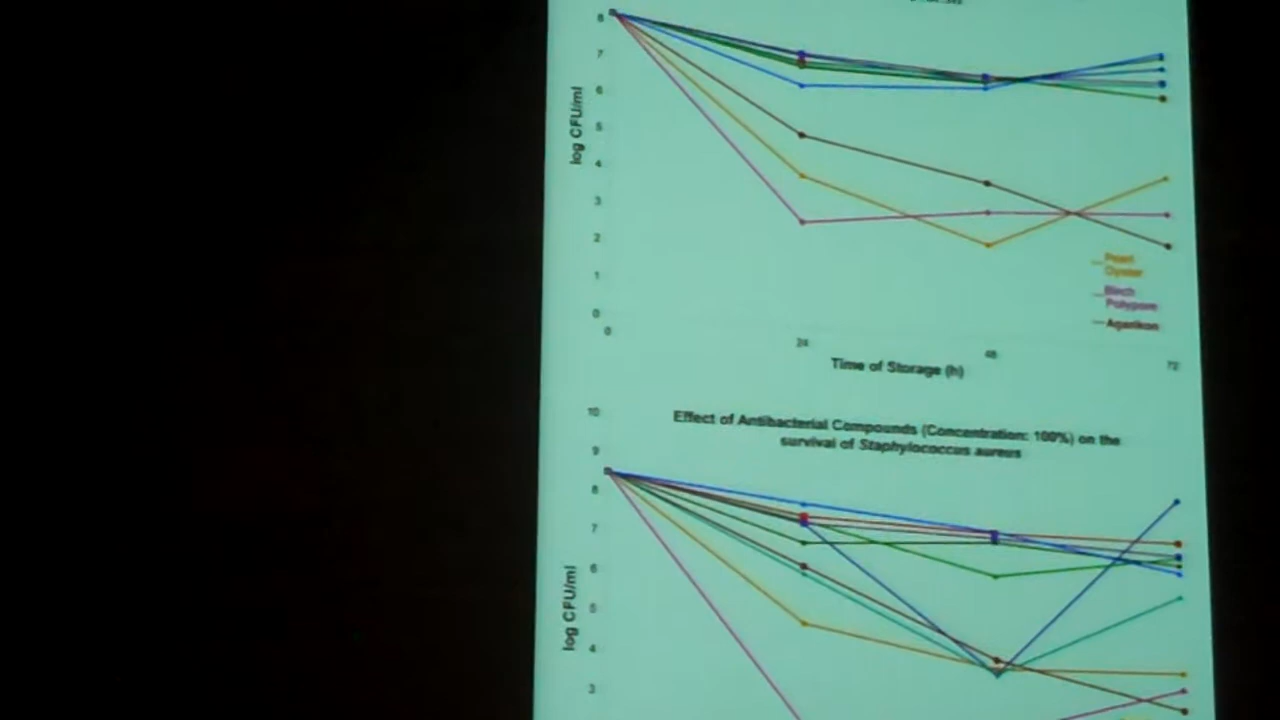 8
7
6
5
4
3
2
1
0
log CFU/ml
0
24
48
72
Time of Storage (h)
Pearl
Oyster
Birch
Polypore
Agarikon
Effect of Antibacterial Compounds (Concentration: 100%) on the
survival of Staphylococcus aureus
10
9
8
7
6
5
4
3
log CFU/ml